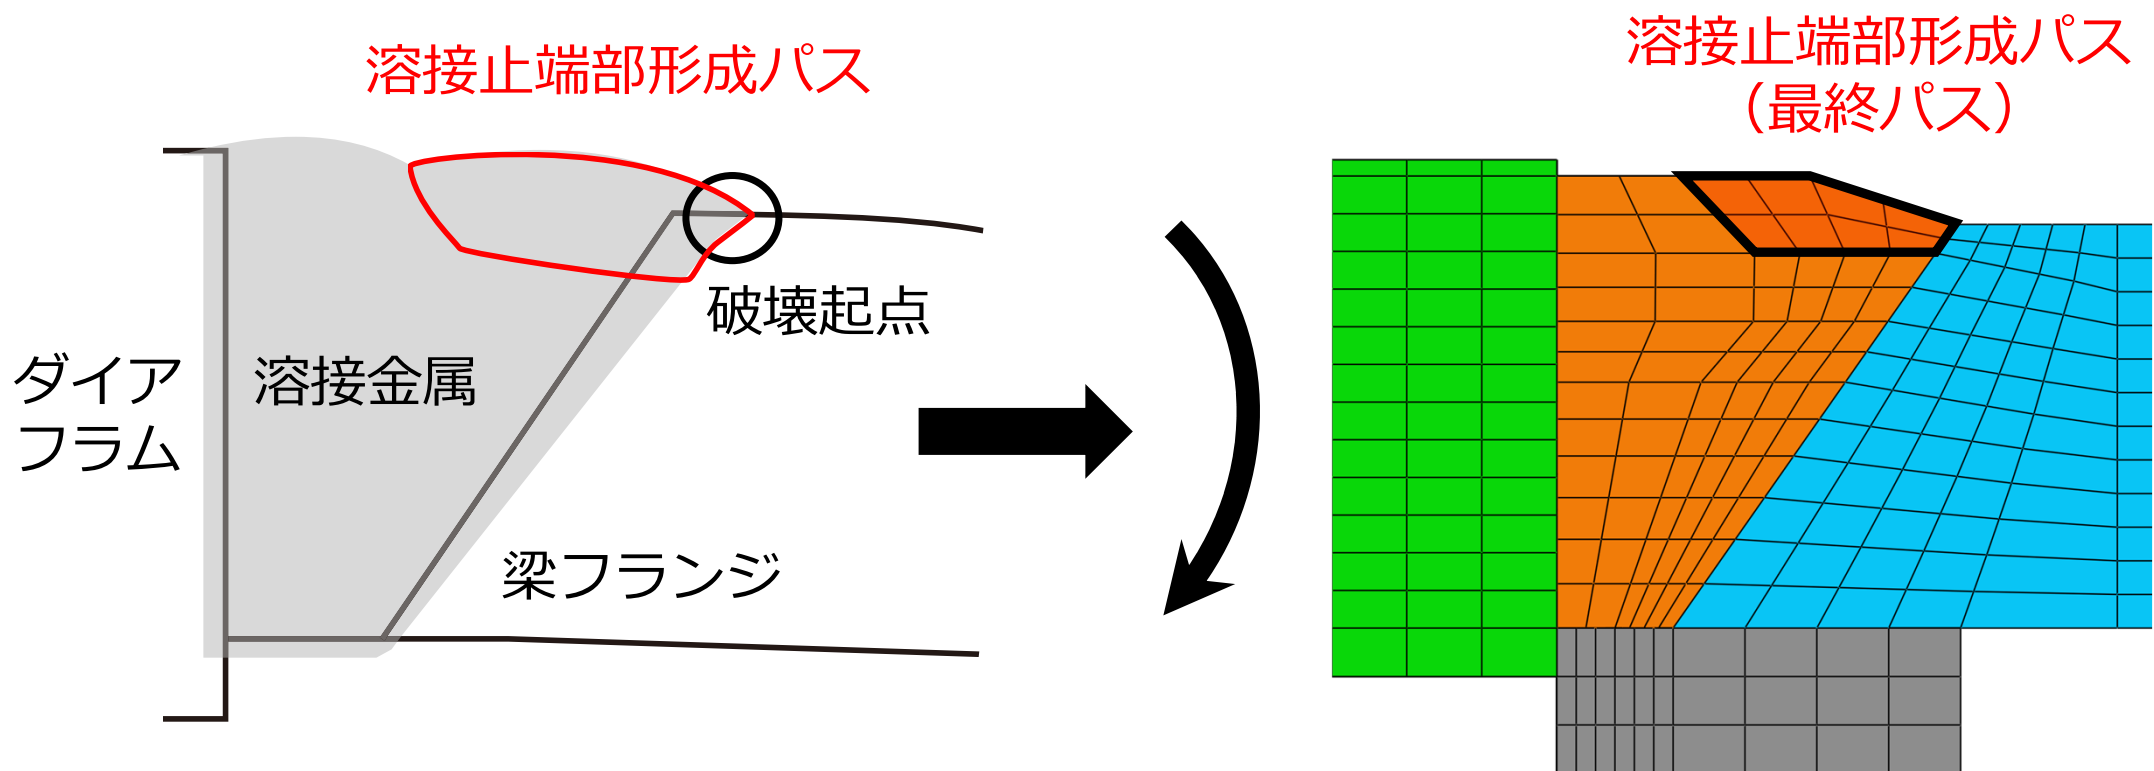 溶接止端部形成パス
破壊起点
ダイア
フラム
溶接金属
梁フランジ
溶接止端部形成パス
（最終パス）